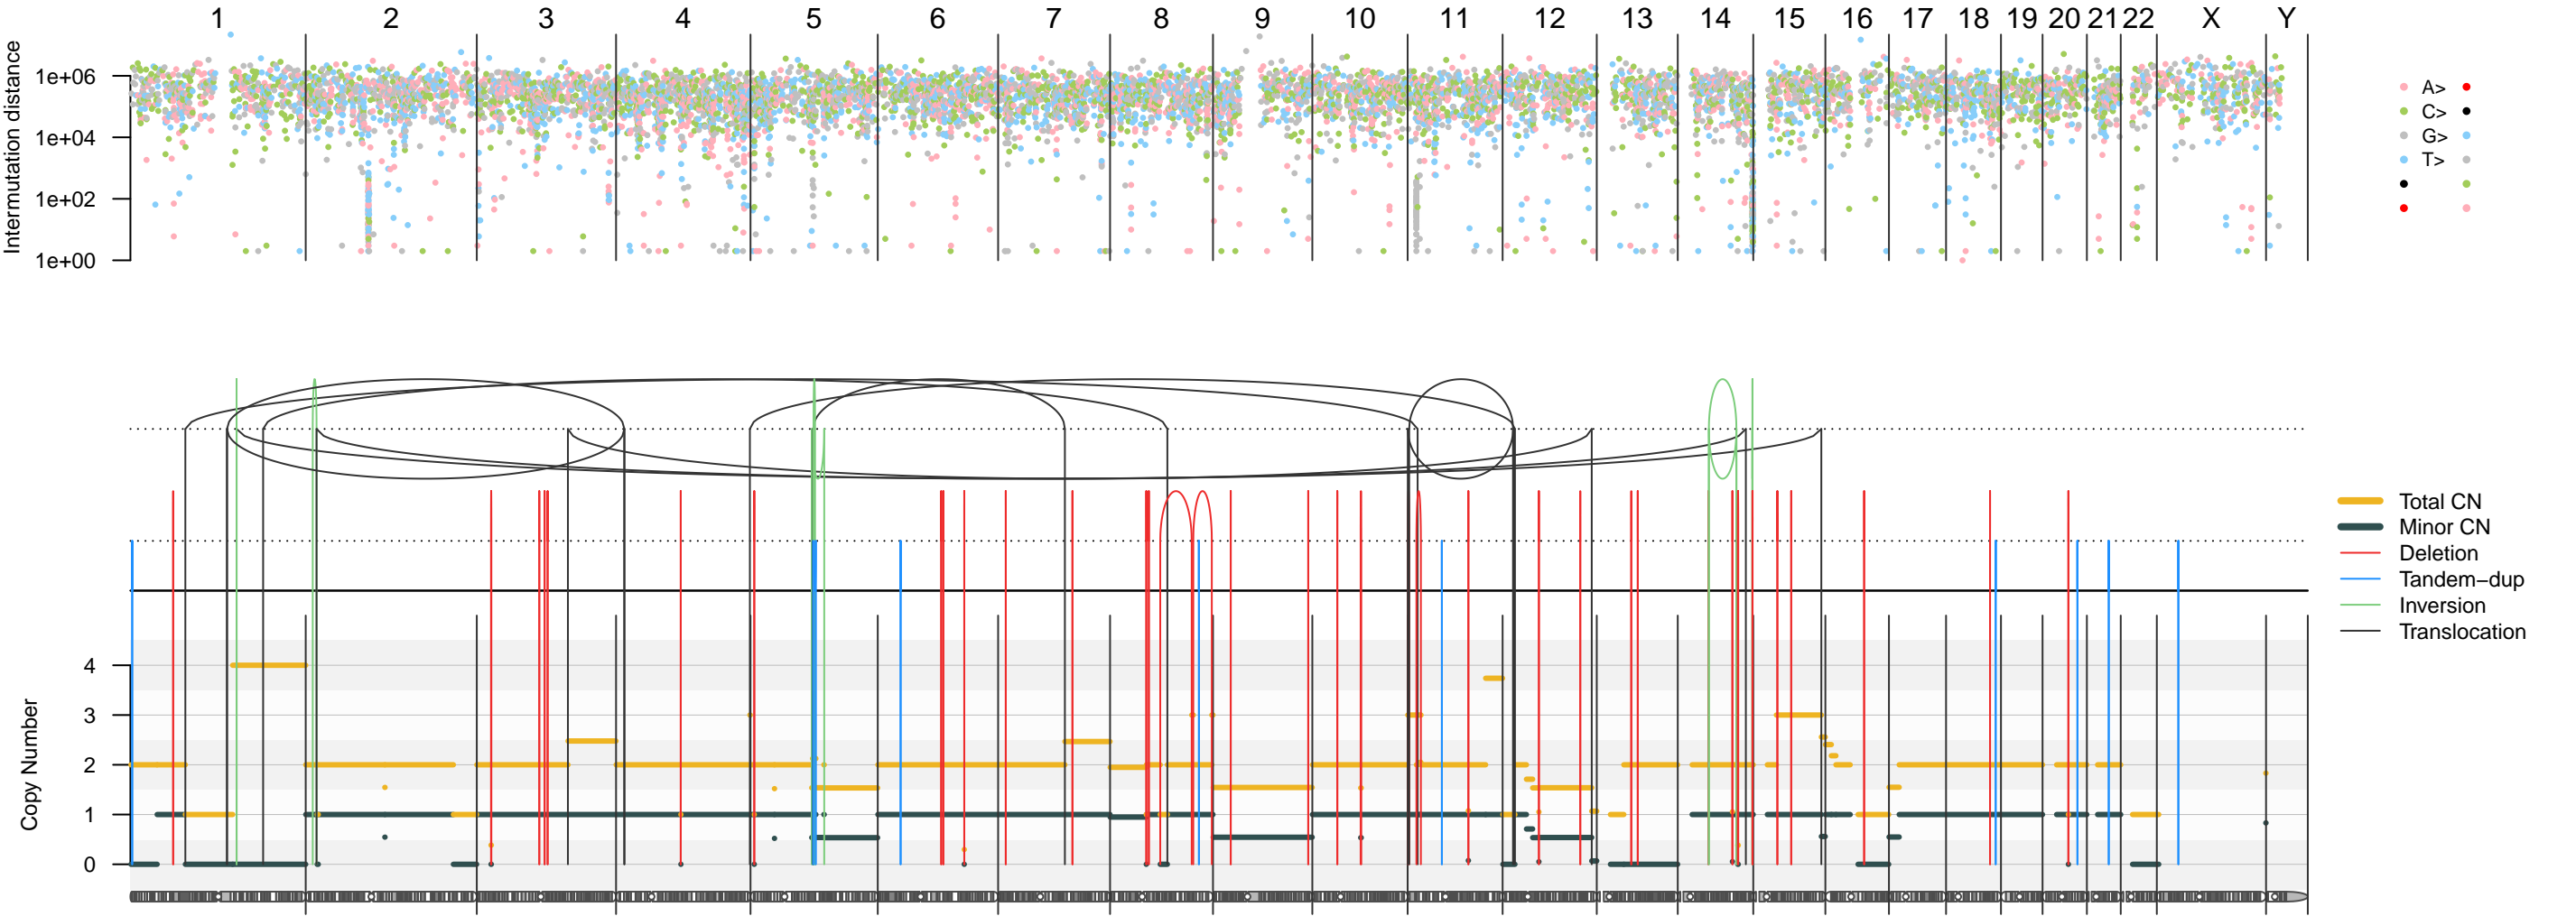 1 2 3 4 5 6 7 8 9 10 11 12 13 14 15 16 17 18 19 20 21 22 X Y
Intermutation distance
1e+06
1e+04
1e+02
1e+00
A>
C>
G>
T>
Total CN
Minor CN
Deletion
Tandem−dup
Inversion
Translocation
Copy Number
4
3
2
1
0